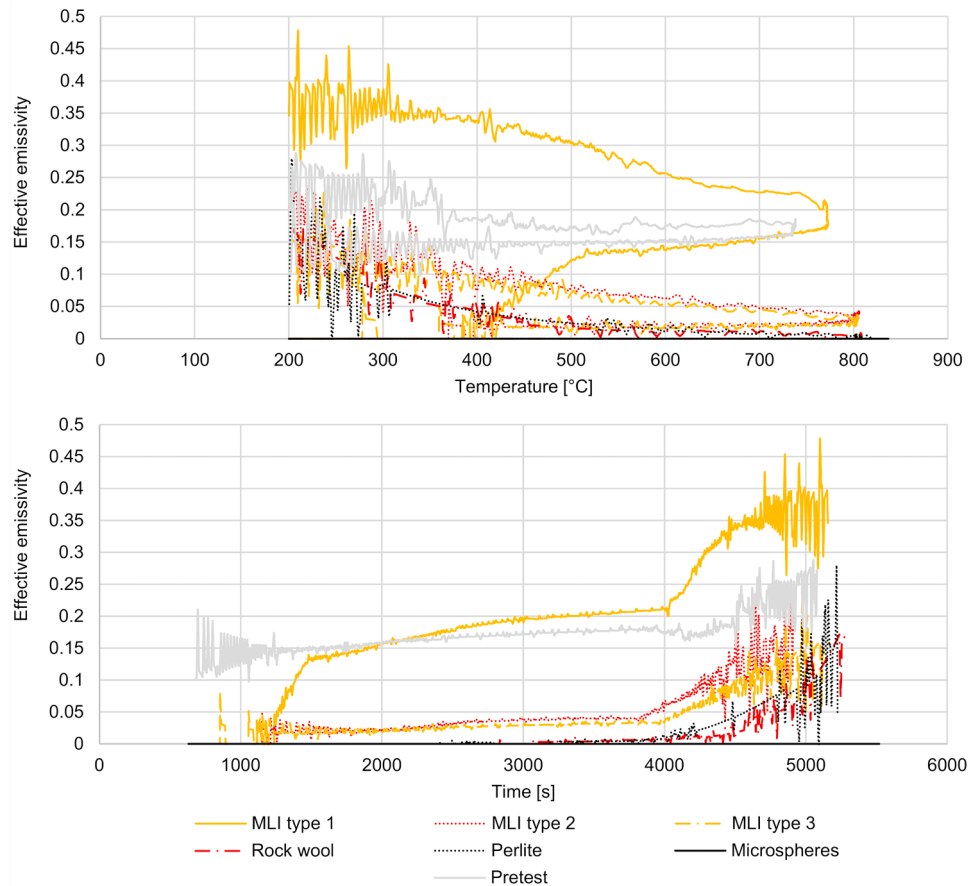 0.5
0.45
0.4
0.35
0.3
0.25
0.2
0.15
0.1
0.05
0
Effective emissivity
0 100 200 300 400 500 600 700 800 900
Temperature [°C]
0.5
0.45
0.4
0.35
0.3
0.25
0.2
0.15
0.1
0.05
0
Effective emissivity
0 1000 2000 3000 4000 5000 6000
Time [s]
MLI type 1 MLI type 2 MLI type 3
Rock wool Perlite Microspheres
Pretest